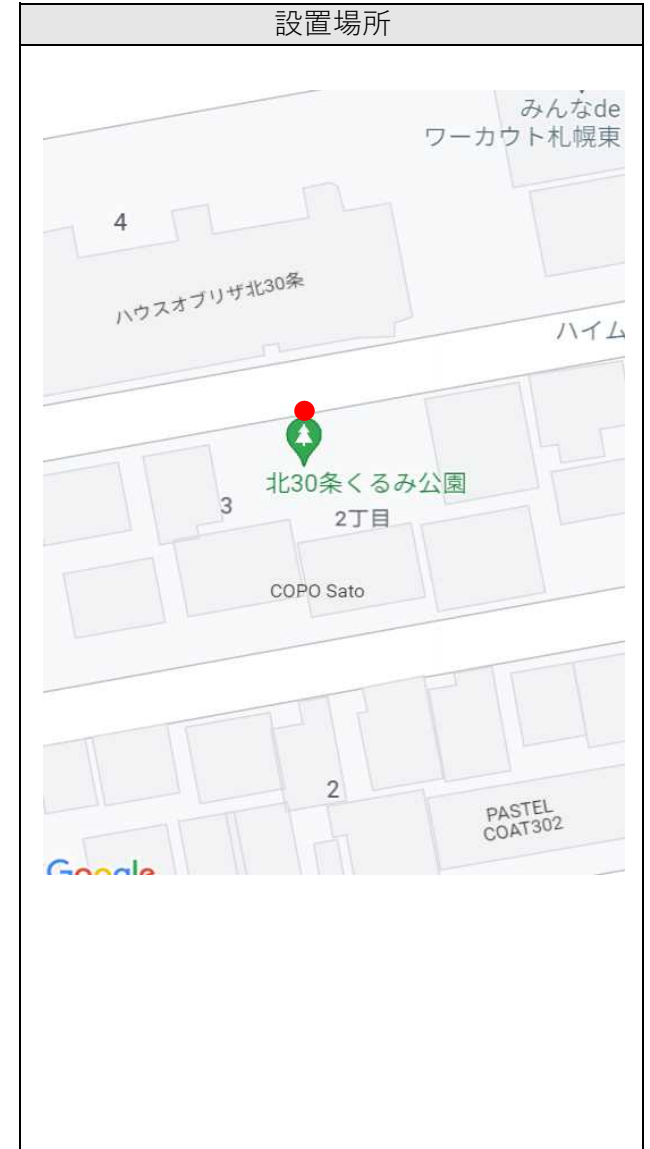 設置場所
みんなde
ワーカウト札幌東
4
ハウスオブリザ北30条
ハイム
北30条くるみ公園
3
2丁目
COPO Sato
2
PASTEL
COAT302
Google